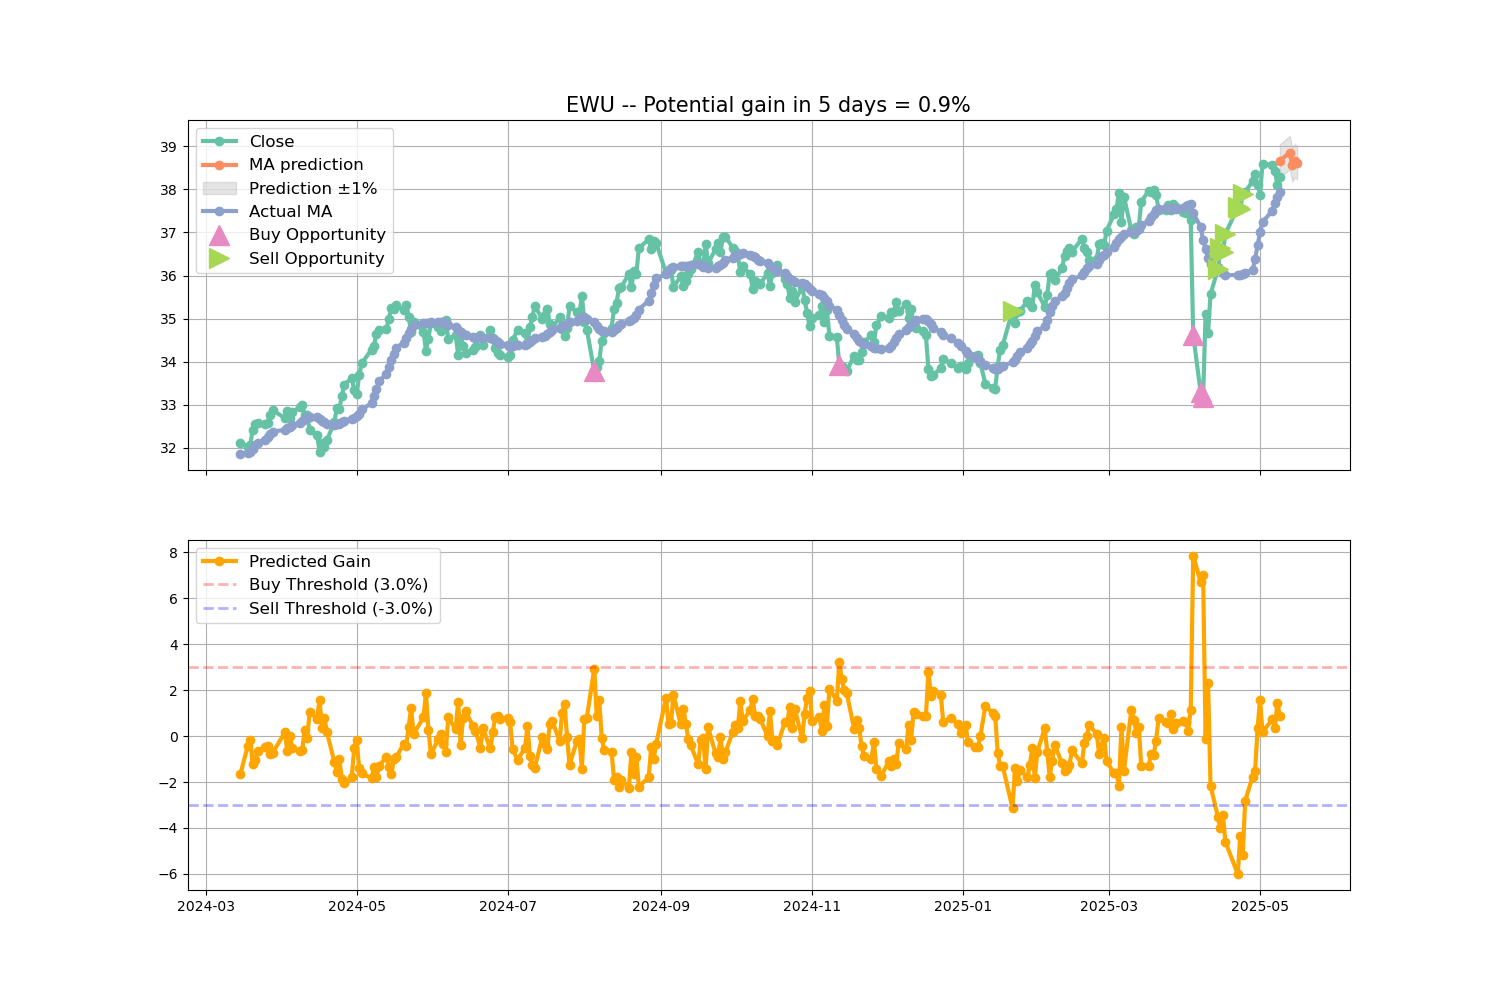 EWU -- Potential gain in 5 days = 0.9%
Close
MA prediction
Prediction ±1%
Actual MA
Buy Opportunity
Sell Opportunity
39
38
37
36
35
34
33
32
Predicted Gain
Buy Threshold (3.0%)
Sell Threshold (-3.0%)
8
6
4
2
0
−2
−4
−6
2024-03 2024-05 2024-07 2024-09 2024-11 2025-01 2025-03 2025-05